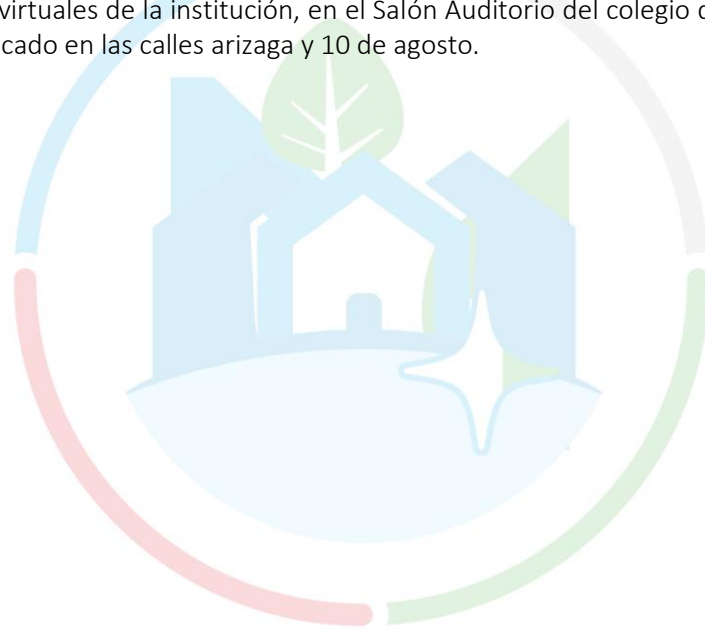 virtuales de la institución, en el Salón Auditorio del colegio
cado en las calles arizaga y 10 de agosto.